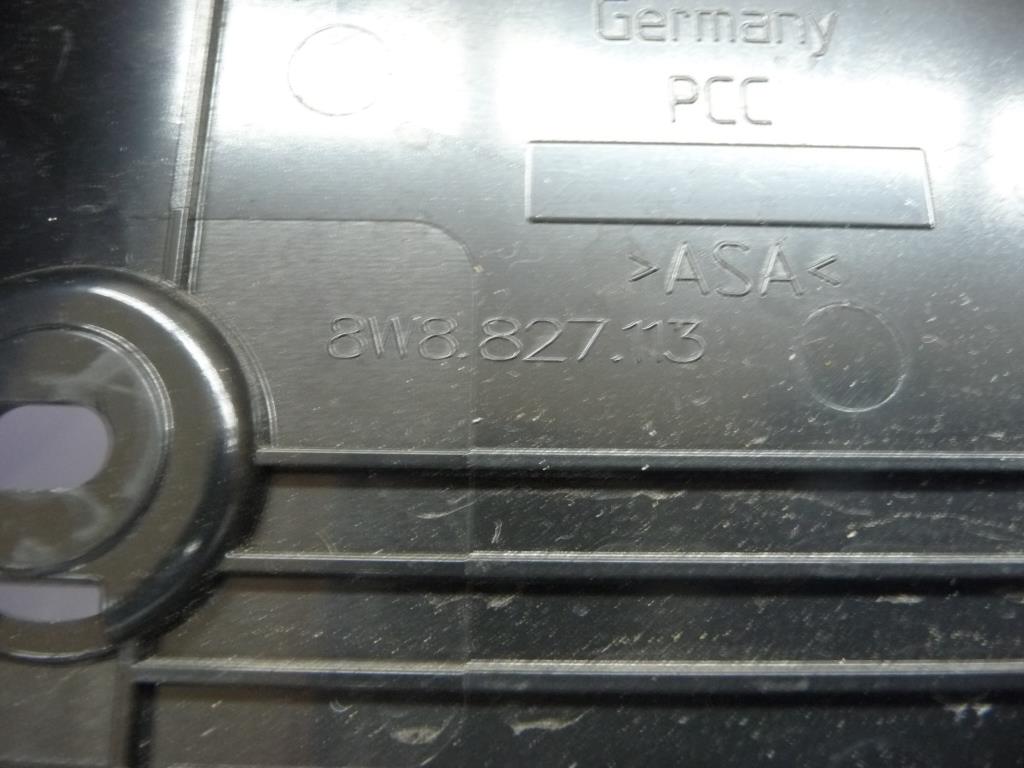 Germany
PCC
>ASA<
8W8.827.113